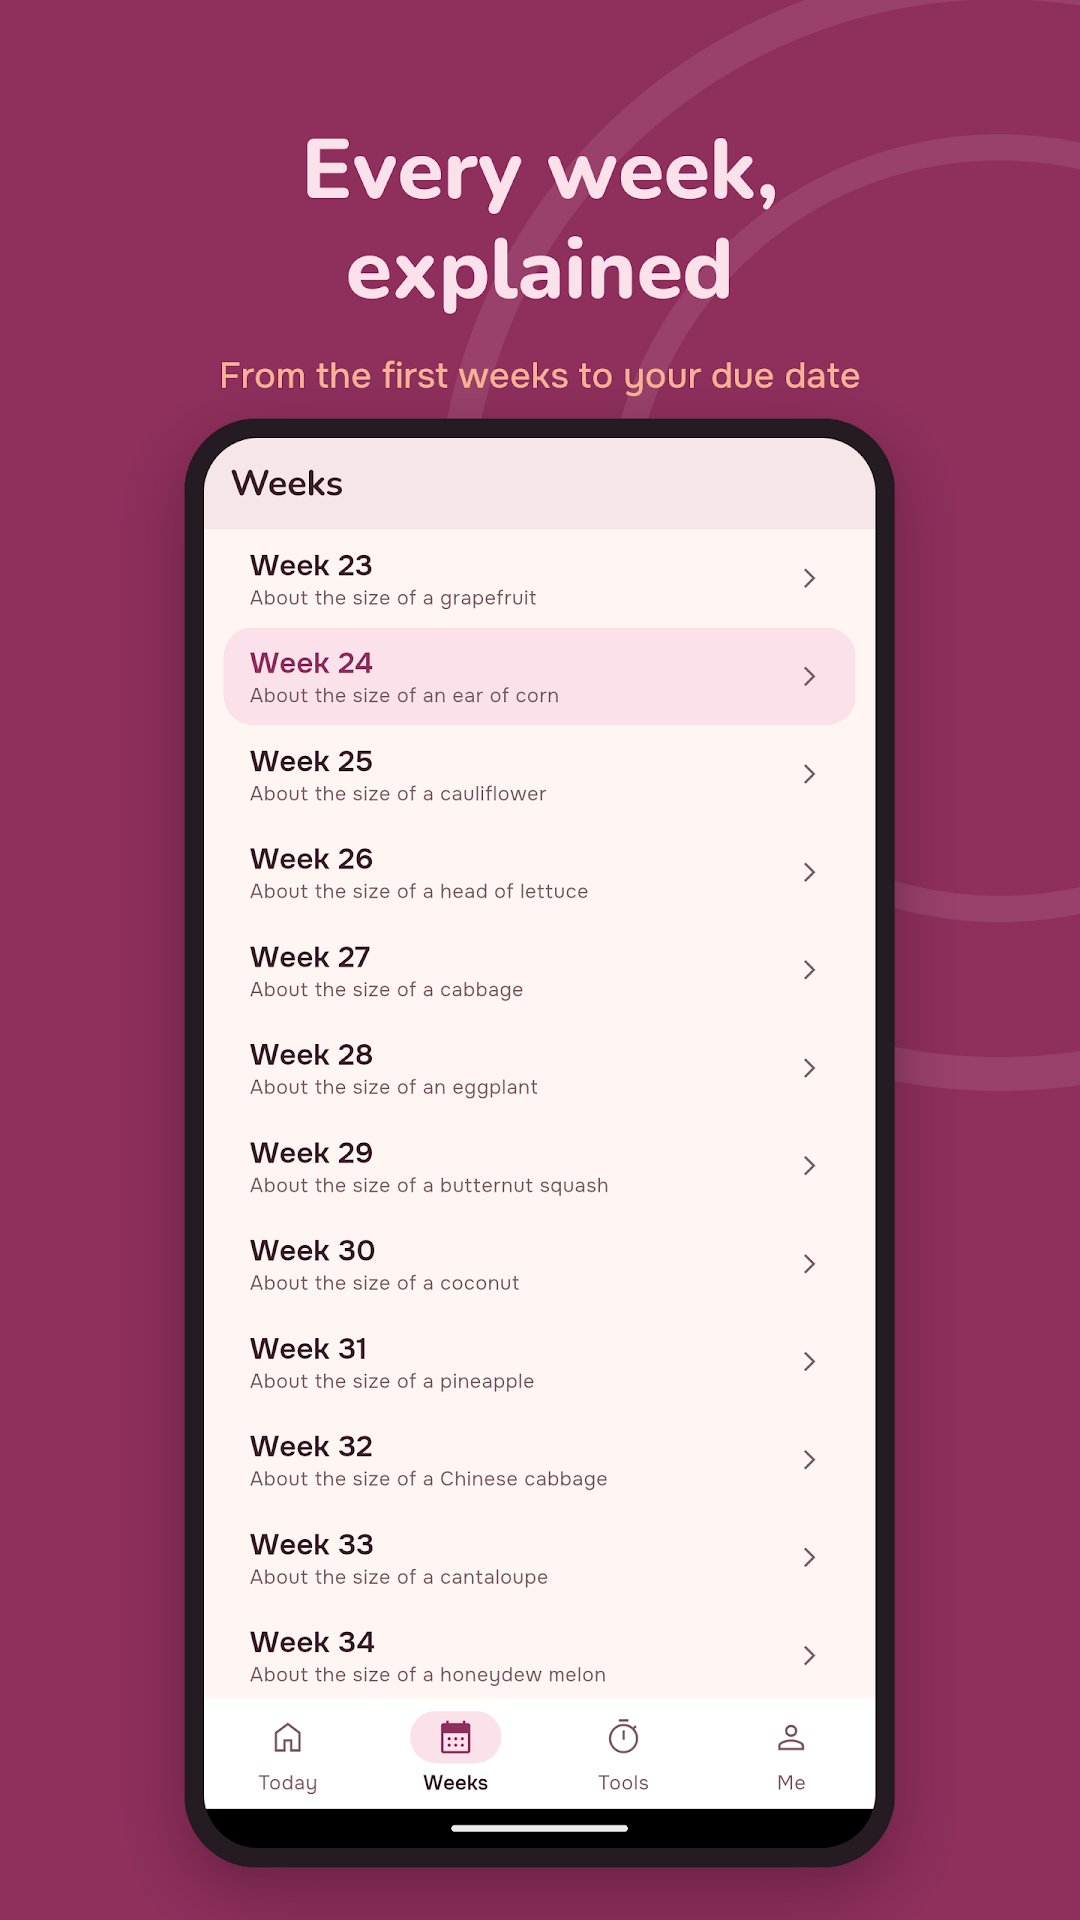 Every week,
explained
From the first weeks to your due date
Weeks
Week 23
About the size of a grapefruit
Week 24
About the size of an ear of corn
Week 25
About the size of a cauliflower
Week 26
About the size of a head of lettuce
Week 27
About the size of a cabbage
Week 28
About the size of an eggplant
Week 29
About the size of a butternut squash
Week 30
About the size of a coconut
Week 31
About the size of a pineapple
Week 32
About the size of a Chinese cabbage
Week 33
About the size of a cantaloupe
Week 34
About the size of a honeydew melon
Today
Weeks
Tools
Me